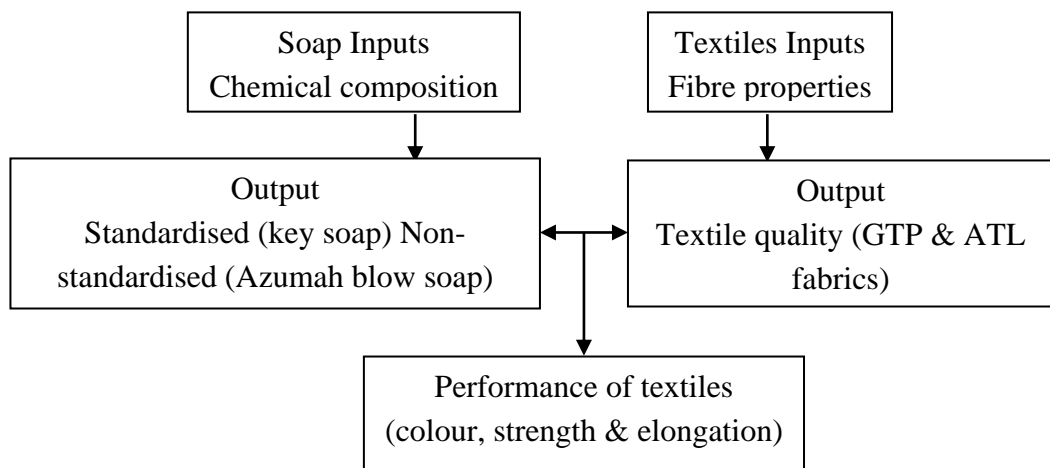 Soap Inputs
Chemical composition
Textiles Inputs
Fibre properties
Output
Standardised (key soap) Non-
standardised (Azumah blow soap)
Output
Textile quality (GTP & ATL
fabrics)
Performance of textiles
(colour, strength & elongation)